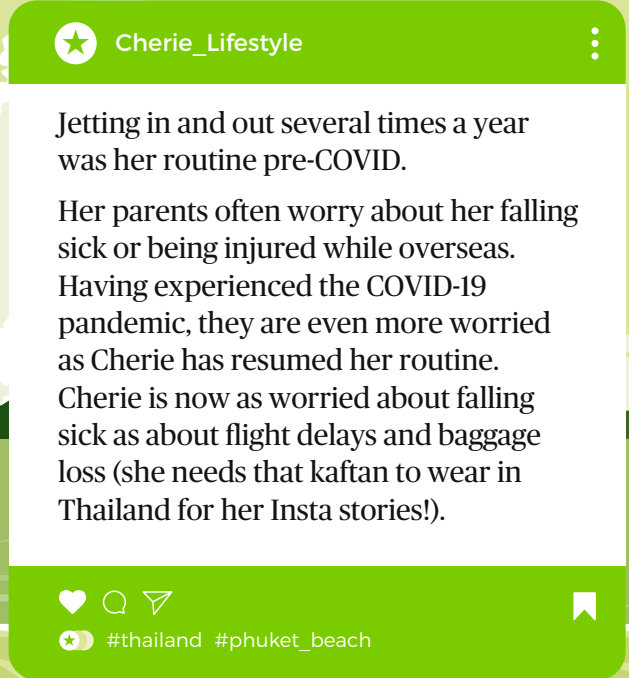 Cherie_Lifestyle
Jetting in and out several times a year
was her routine pre-COVID.
Her parents often worry about her falling
sick or being injured while overseas.
Having experienced the COVID-19
pandemic, they are even more worried
as Cherie has resumed her routine.
Cherie is now as worried about falling
sick as about flight delays and baggage
loss (she needs that kaftan to wear in
Thailand for her Insta stories!).
#thailand #phuket_beach